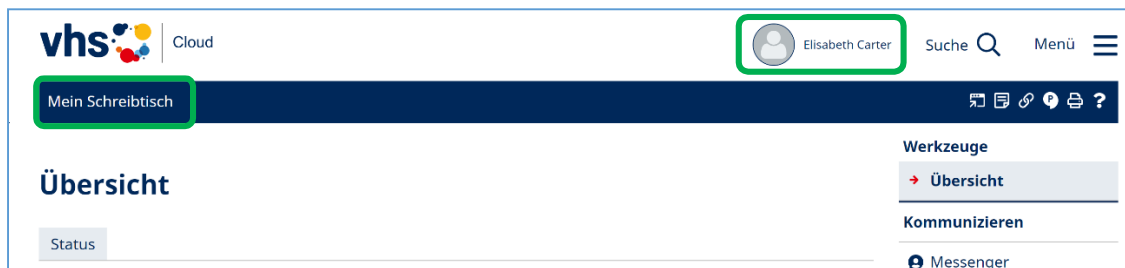 vhs Cloud
Elisabeth Carter
Suche
Menü
Mein Schreibtisch
?
Werkzeuge
Übersicht
Übersicht
Kommunizieren
Status
Messenger